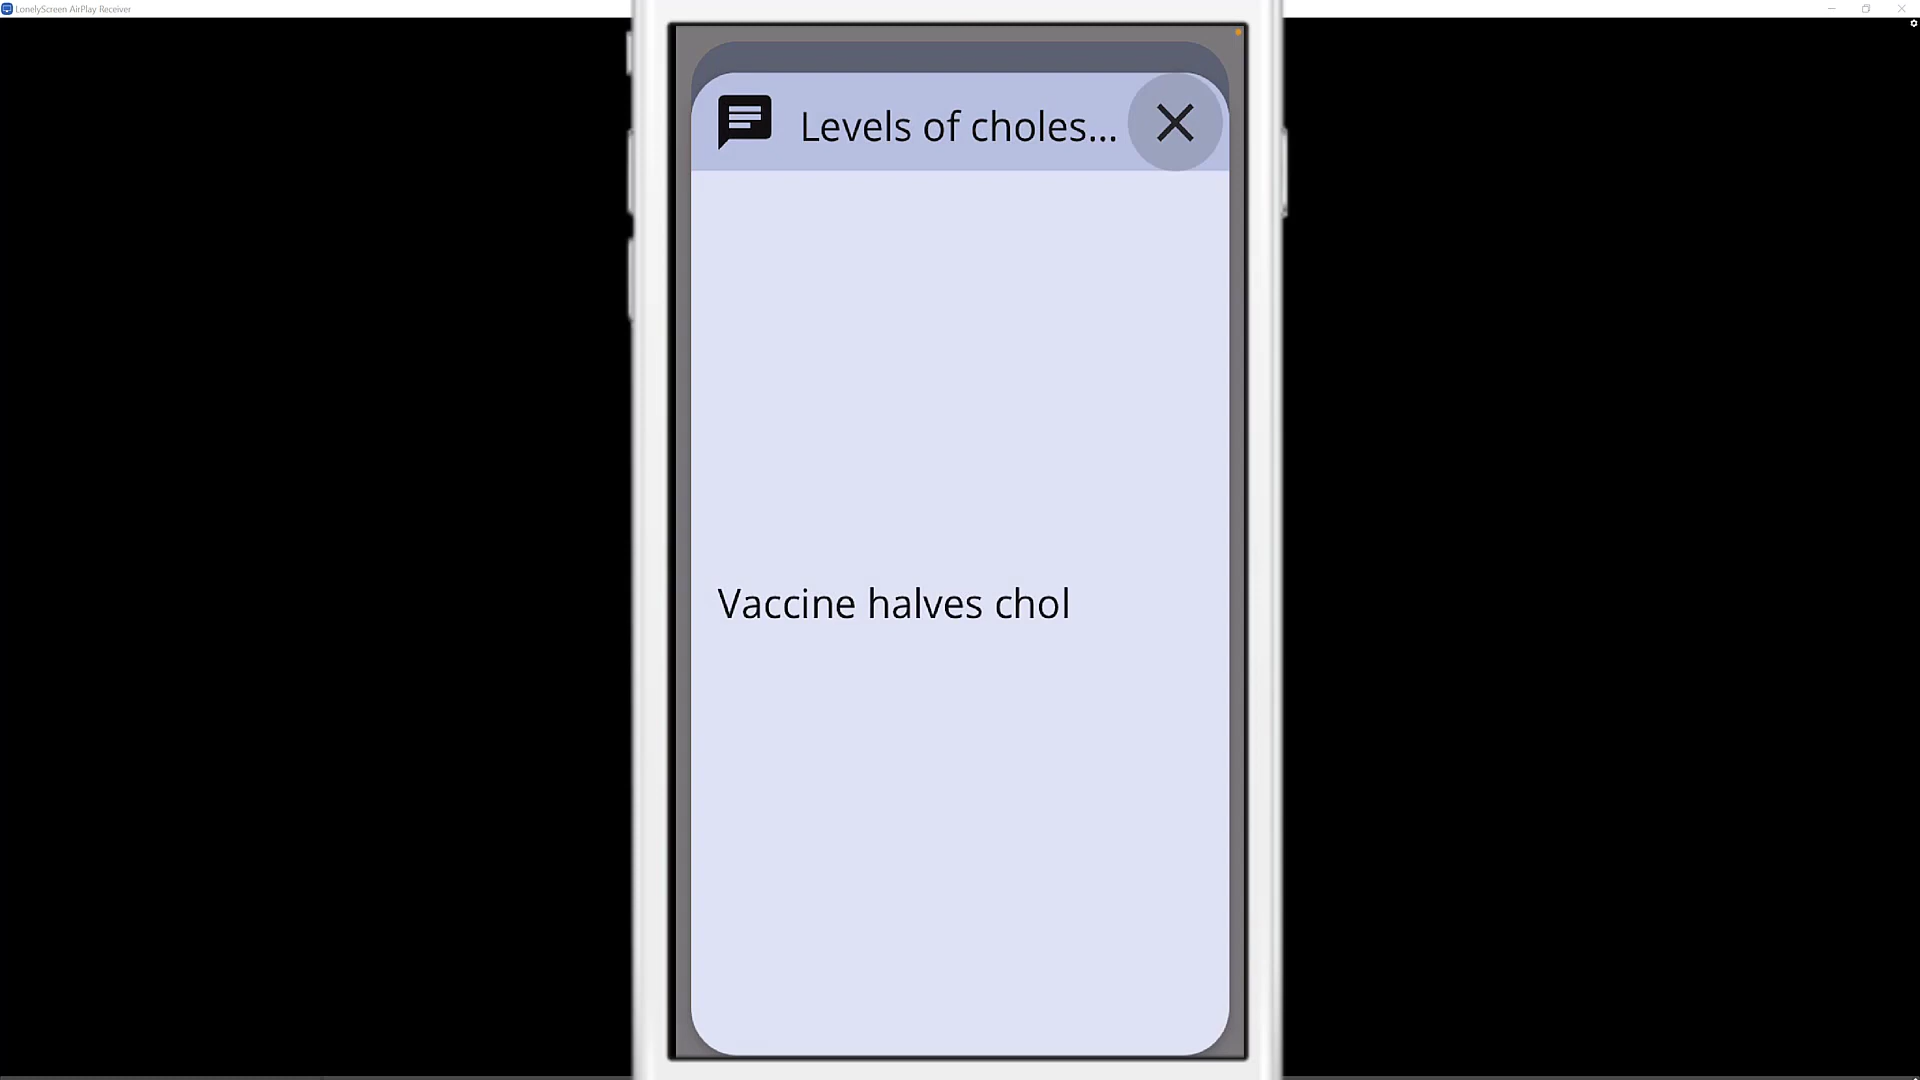 LonelyScreen AirPlay Receiver
Levels of choles...
Vaccine halves chol